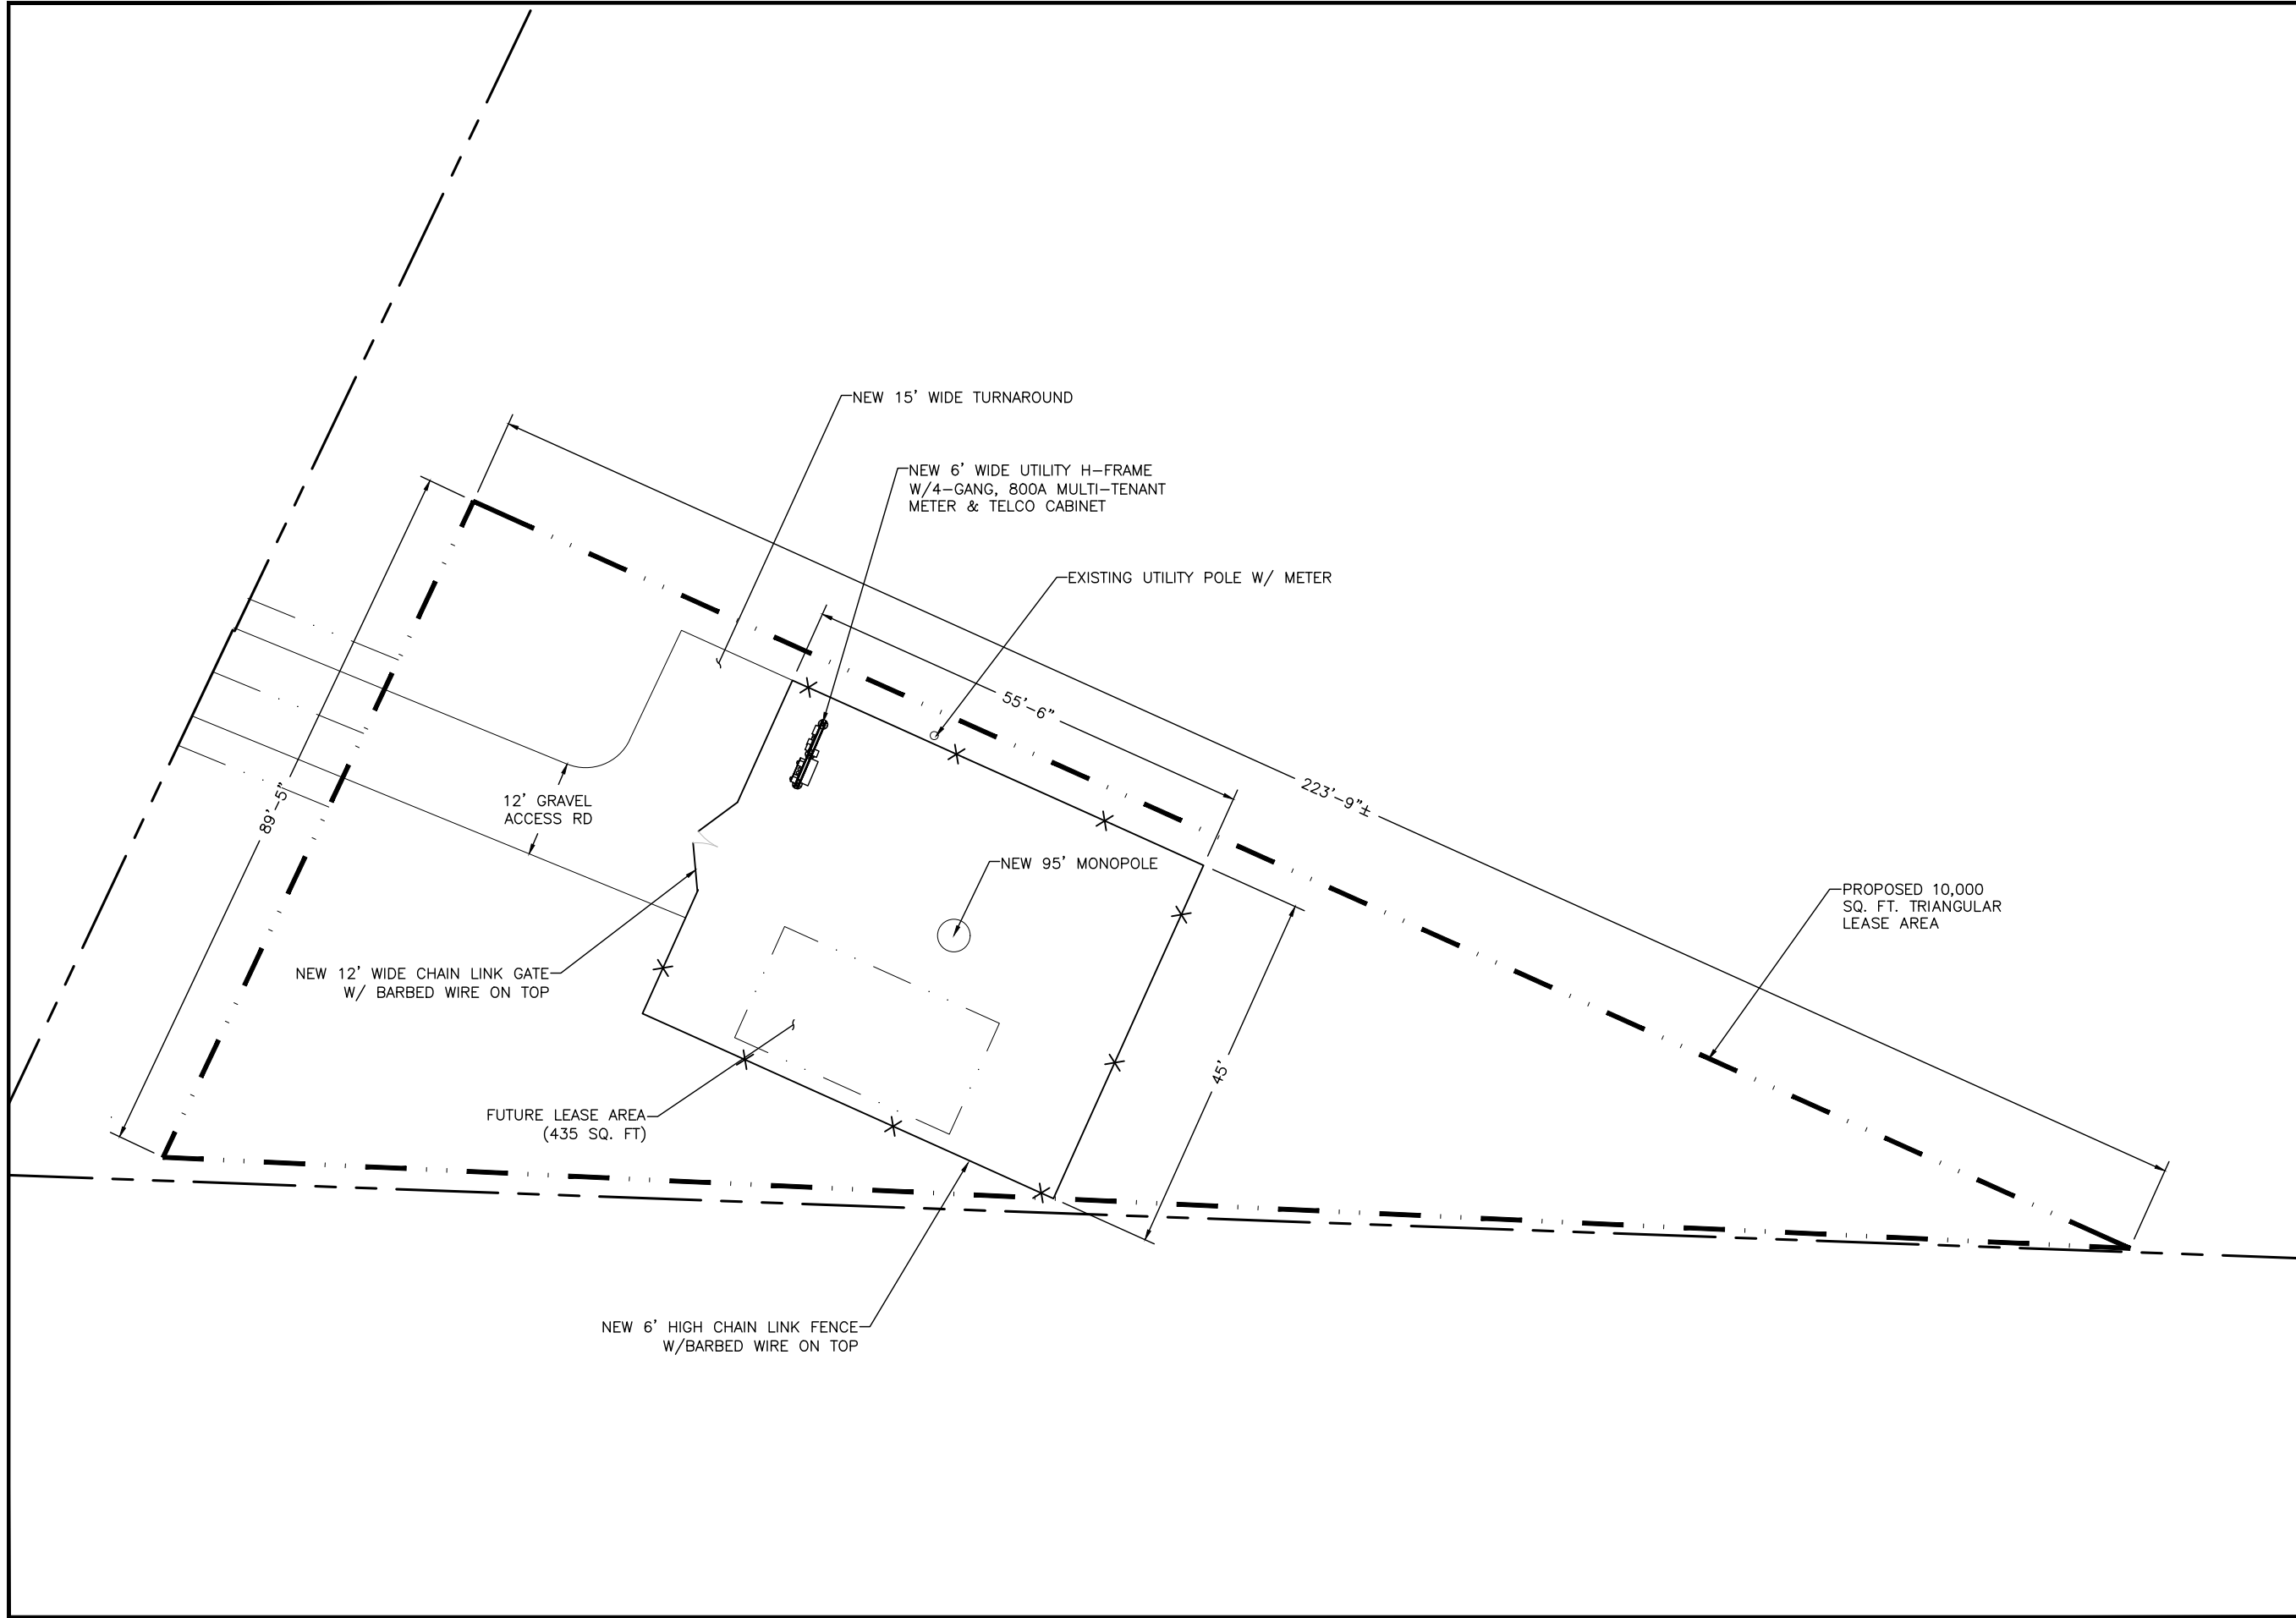 NEW 15' WIDE TURNAROUND
NEW 6' WIDE UTILITY H-FRAME
W/4-GANG, 800A MULTI-TENANT
METER & TELCO CABINET
EXISTING UTILITY POLE W/ METER
55'-6"
223'-9"±
89'-5"
12' GRAVEL
ACCESS RD
NEW 95' MONOPOLE
PROPOSED 10,000
SQ. FT. TRIANGULAR
LEASE AREA
NEW 12' WIDE CHAIN LINK GATE
W/ BARBED WIRE ON TOP
45'
FUTURE LEASE AREA
(435 SQ. FT)
NEW 6' HIGH CHAIN LINK FENCE
W/BARBED WIRE ON TOP